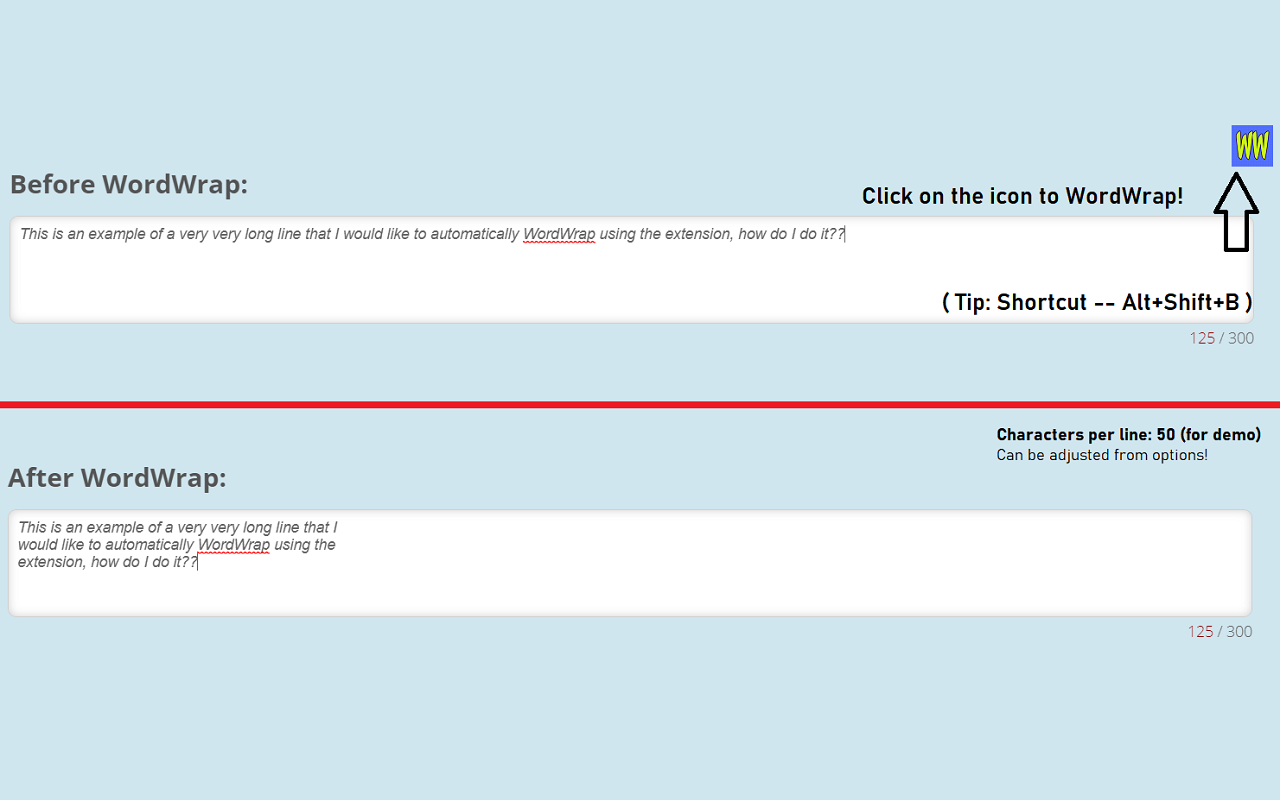 WW
Before WordWrap:
Click on the icon to WordWrap!
This is an example of a very very long line that I would like to automatically WordWrap using the extension, how do I do it??
( Tip: Shortcut -- Alt+Shift+B )
125 / 300
Characters per line: 50 (for demo)
Can be adjusted from options!
After WordWrap:
This is an example of a very very long line that I
would like to automatically WordWrap using the
extension, how do I do it??
125 / 300